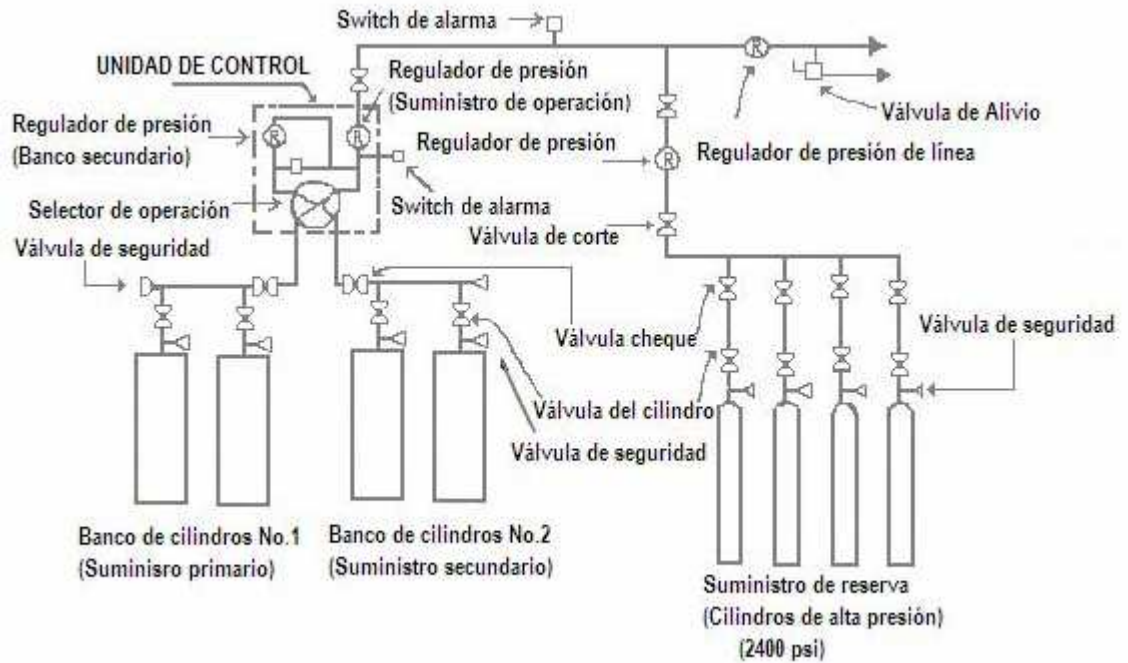 Switch de alarma
UNIDAD DE CONTROL
Regulador de presión
(Suministro de operación)
Válvula de Alivio
Regulador de presión
(Banco secundario)
Regulador de presión
Regulador de presión de línea
Selector de operación
Switch de alarma
Válvula de corte
Válvula de seguridad
Válvula cheque
Válvula de seguridad
Válvula del cilindro
Válvula de seguridad
Banco de cilindros No.1
(Suminisro primario)
Banco de cilindros No.2
(Suministro secundario)
Suministro de reserva
(Cilindros de alta presión)
(2400 psi)
R
R
R
R